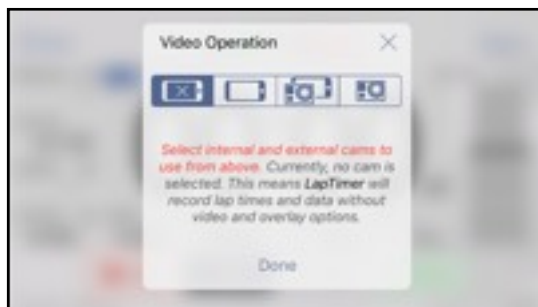 Video Operation
Select internal and external cams to
use from above. Currently, no cam is
selected. This means LapTimer will
record lap times and data without
video and overlay options.
Done